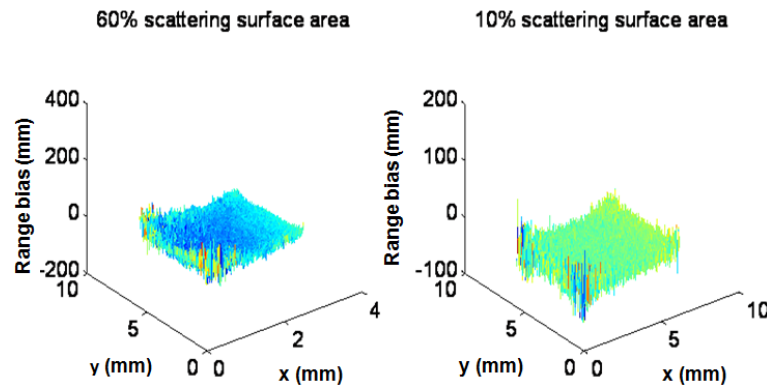 60% scattering surface area
10% scattering surface area
Range bias (mm)
400
200
0
-200
10
5
0
y (mm)
0
2
4
x (mm)
Range bias (mm)
200
100
0
-100
10
5
0
y (mm)
0
5
10
x (mm)